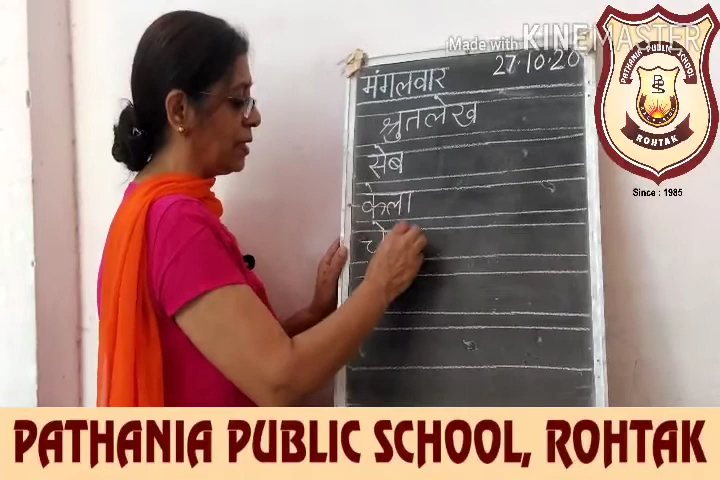 Made with KINEMASTER
PATHANIA PUBLIC SCHOOL
ROHTAK
Since : 1985
मंगलवार 27·10·20
श्रुतलेख
सेब
केला
PATHANIA PUBLIC SCHOOL, ROHTAK